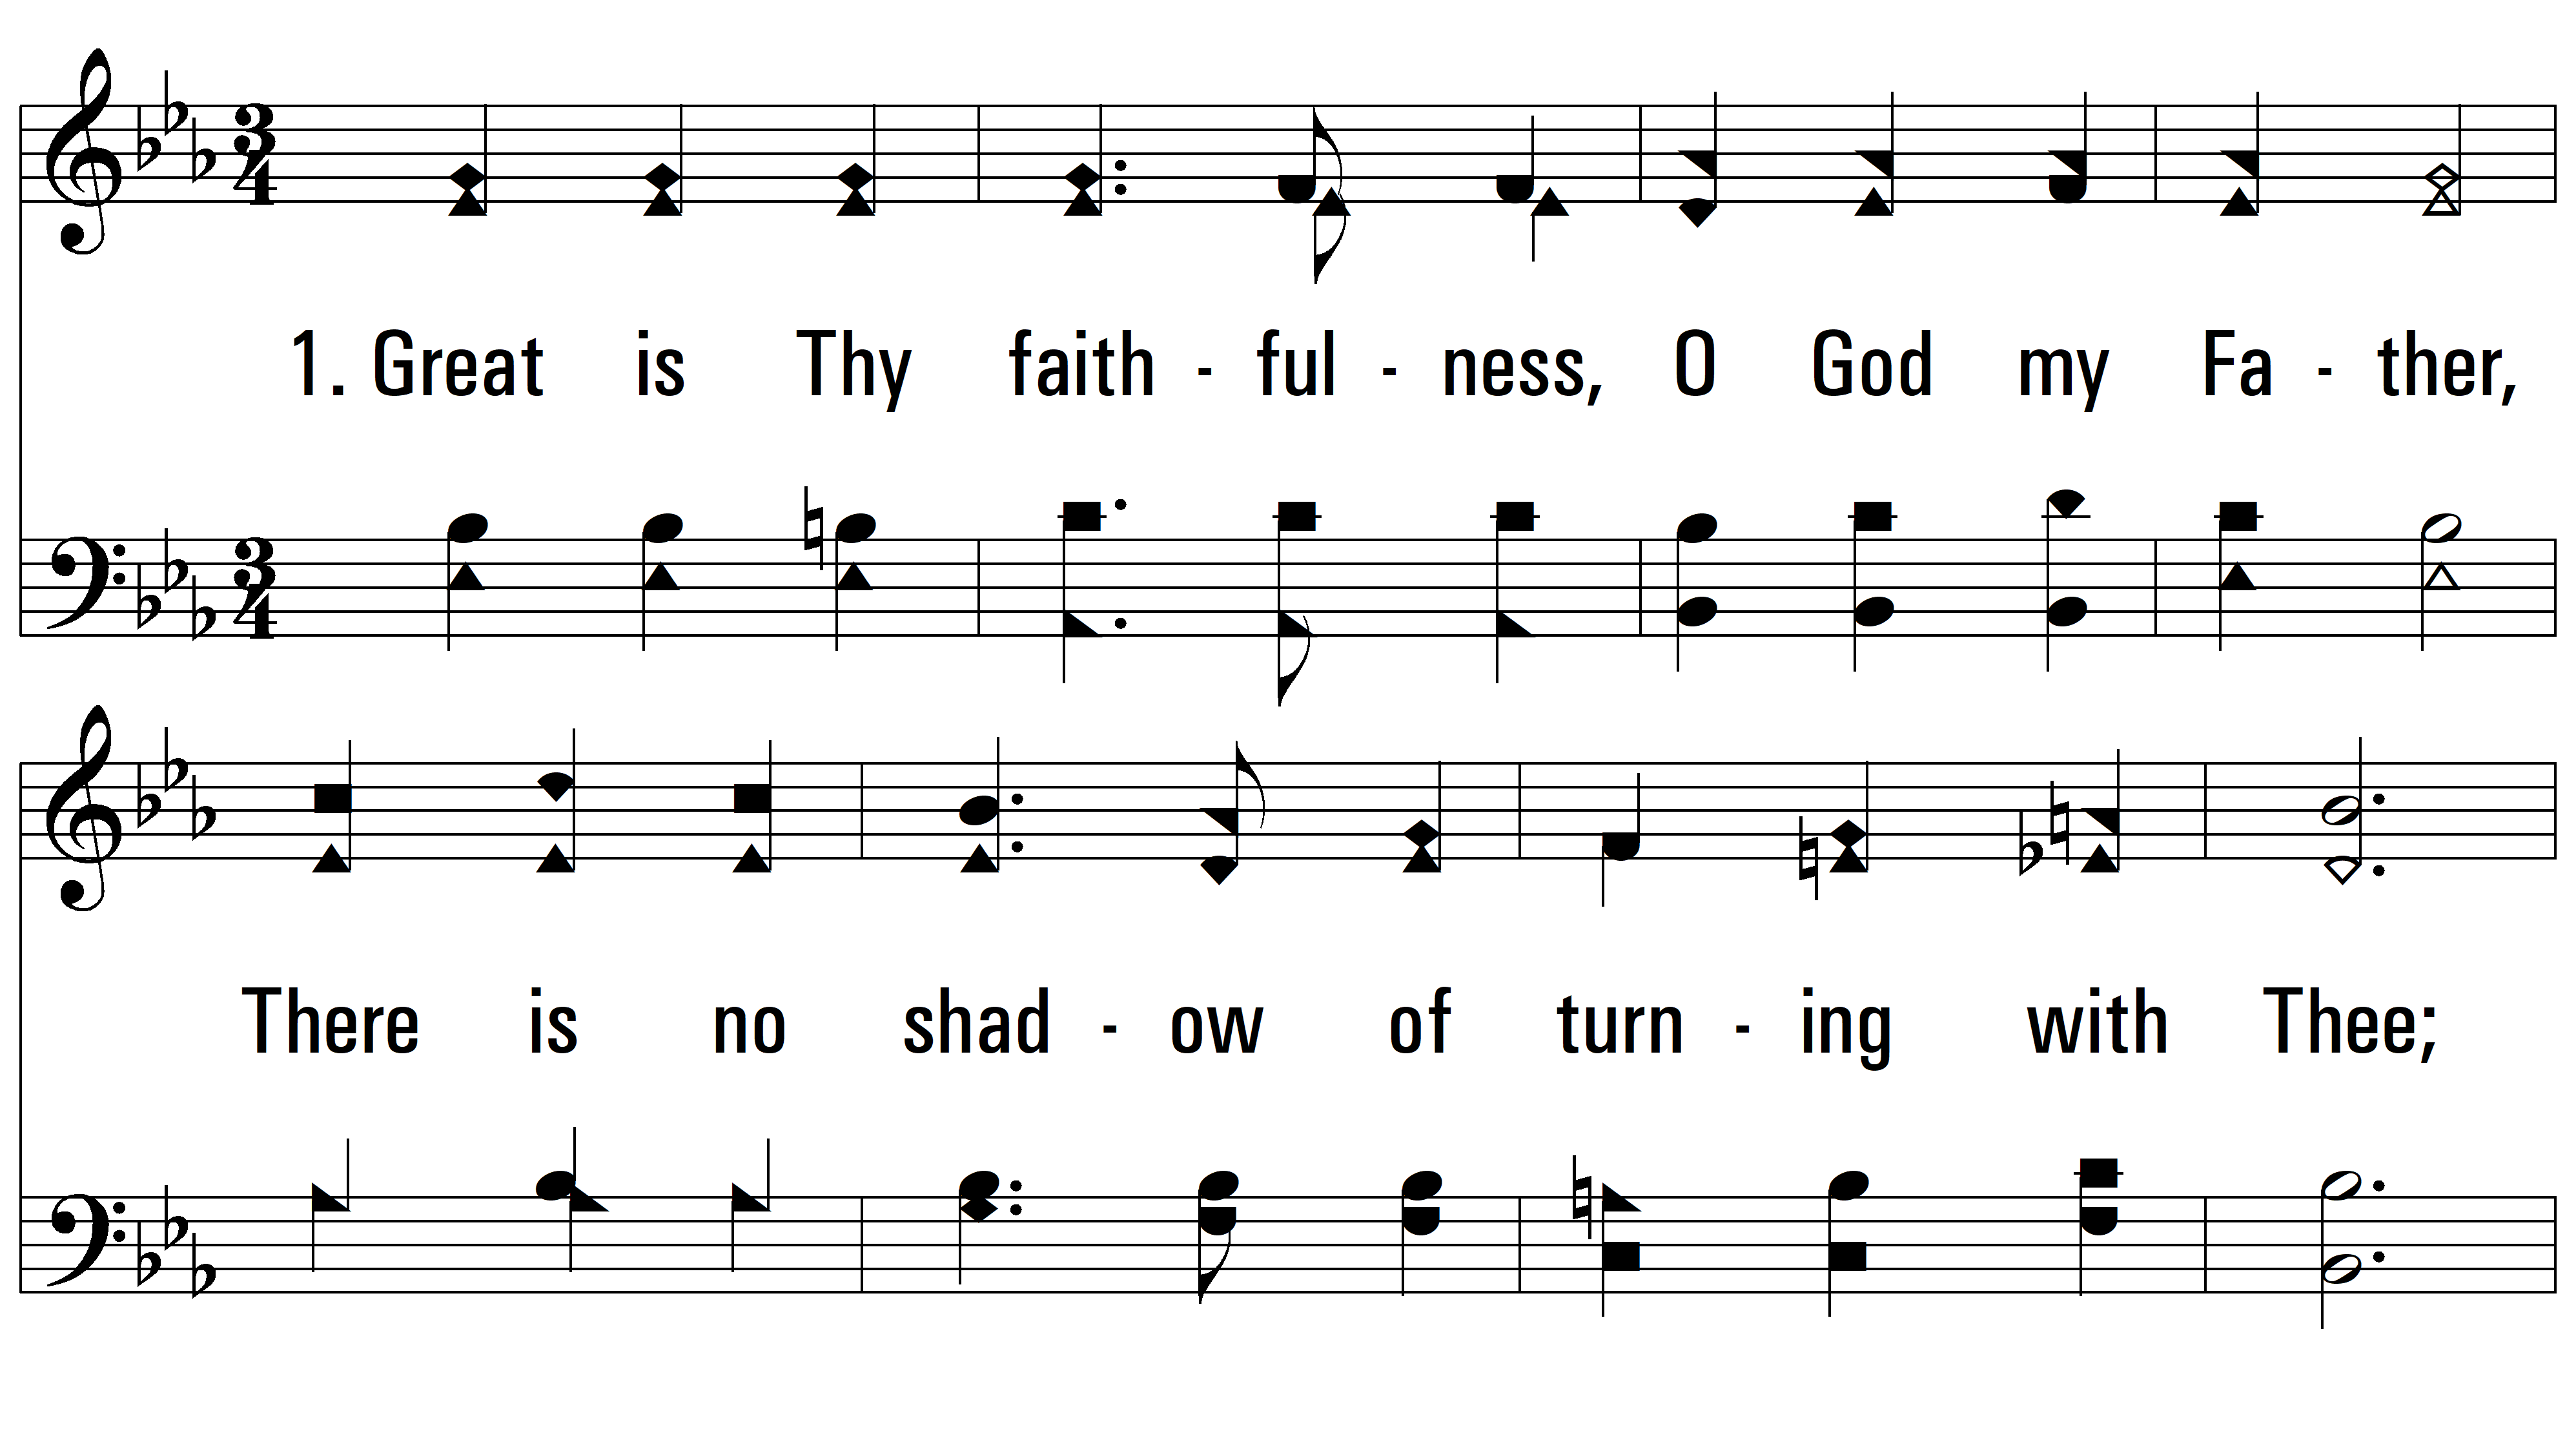 1. Great is Thy faith - ful - ness, O God my Fa - ther,
There is no shad - ow of turn - ing with Thee;